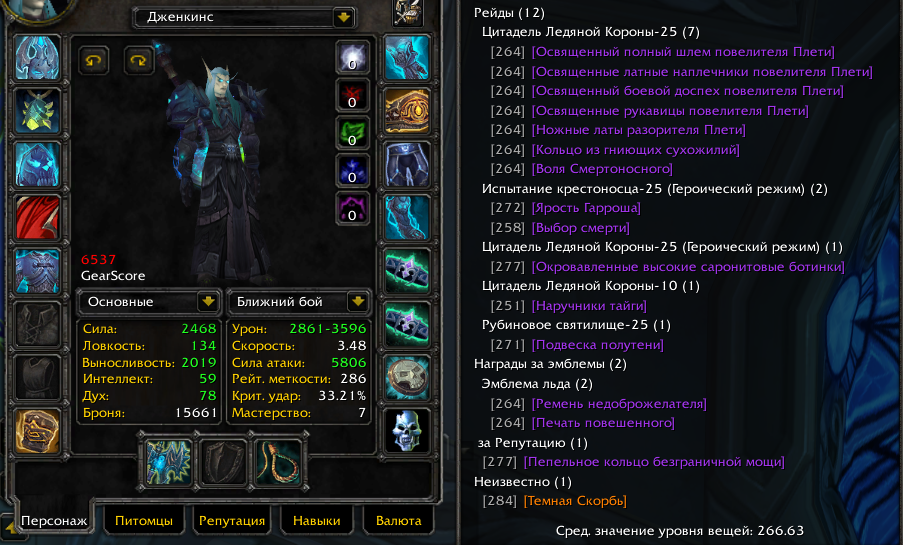 Дженкинс
0
0
0
0
0
6537
GearScore
Основные
Сила: 2468
Ловкость: 134
Выносливость: 2019
Интеллект: 59
Дух: 78
Броня: 15661
Ближний бой
Урон: 2861-3596
Скорость: 3.48
Сила атаки: 5806
Рейт. меткости: 286
Крит. удар: 33.21%
Мастерство: 7
Персонаж
Питомцы
Репутация
Навыки
Валюта
Рейды (12)
Цитадель Ледяной Короны-25 (7)
[264] [Освященный полный шлем повелителя Плети]
[264] [Освященные латные наплечники повелителя Плети]
[264] [Освященный боевой доспех повелителя Плети]
[264] [Освященные рукавицы повелителя Плети]
[264] [Ножные латы разорителя Плети]
[264] [Кольцо из гниющих сухожилий]
[264] [Воля Смертоносного]
Испытание крестоносца-25 (Героический режим) (2)
[272] [Ярость Гарроша]
[258] [Выбор смерти]
Цитадель Ледяной Короны-25 (Героический режим) (1)
[277] [Окровавленные высокие саронитовые ботинки]
Цитадель Ледяной Короны-10 (1)
[251] [Наручники тайги]
Рубиновое святилище-25 (1)
[271] [Подвеска полутени]
Награды за эмблемы (2)
Эмблема льда (2)
[264] [Ремень недоброжелателя]
[264] [Печать повешенного]
за Репутацию (1)
[277] [Пепельное кольцо безграничной мощи]
Неизвестно (1)
[284] [Темная Скорбь]
Сред. значение уровня вещей: 266.63